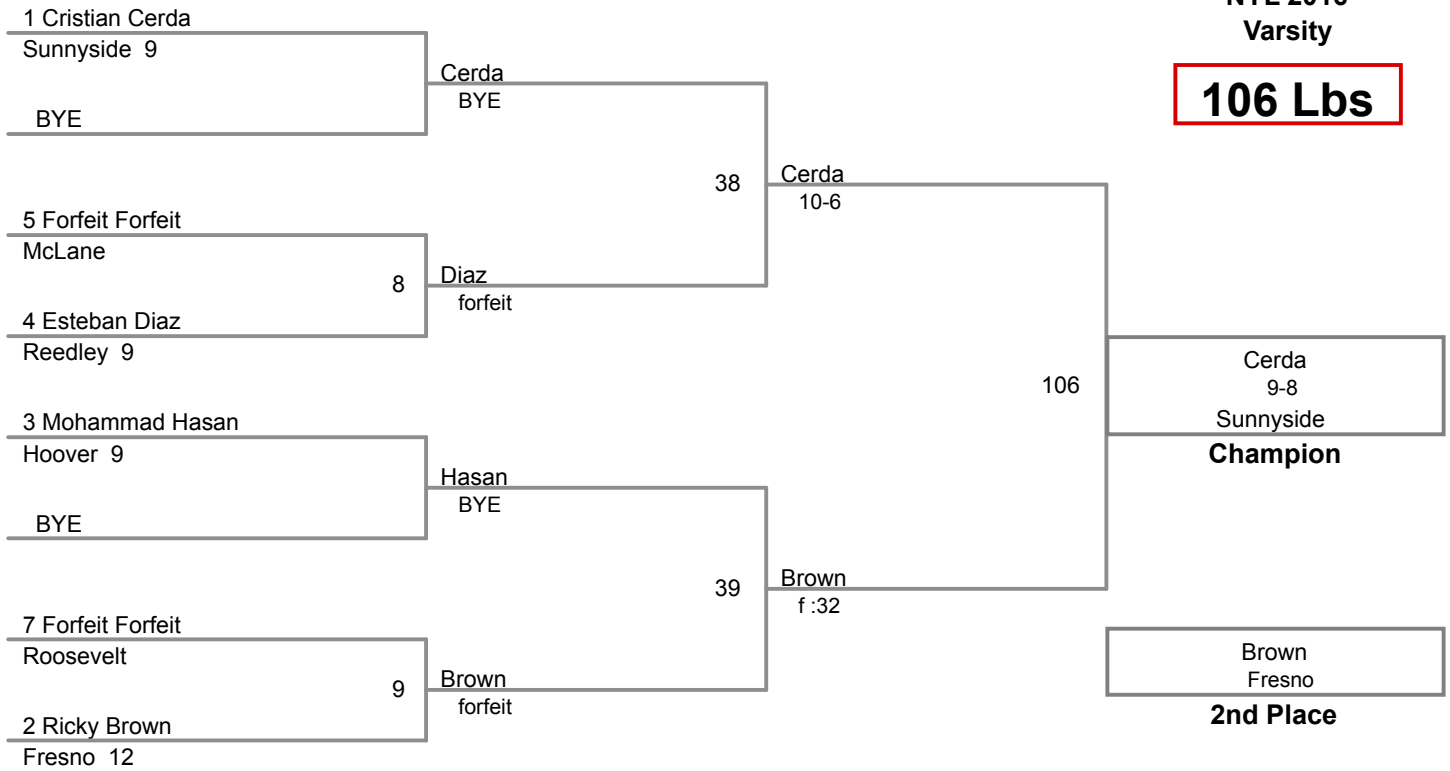 Varsity
106 Lbs
1 Cristian Cerda
Sunnyside 9
BYE
Cerda
BYE
5 Forfeit Forfeit
McLane
8
4 Esteban Diaz
Reedley 9
Diaz
forfeit
38
Cerda
10-6
3 Mohammad Hasan
Hoover 9
BYE
Hasan
BYE
7 Forfeit Forfeit
Roosevelt
9
2 Ricky Brown
Fresno 12
Brown
forfeit
39
Brown
f :32
106
Cerda
9-8
Sunnyside
Champion
Brown
Fresno
2nd Place